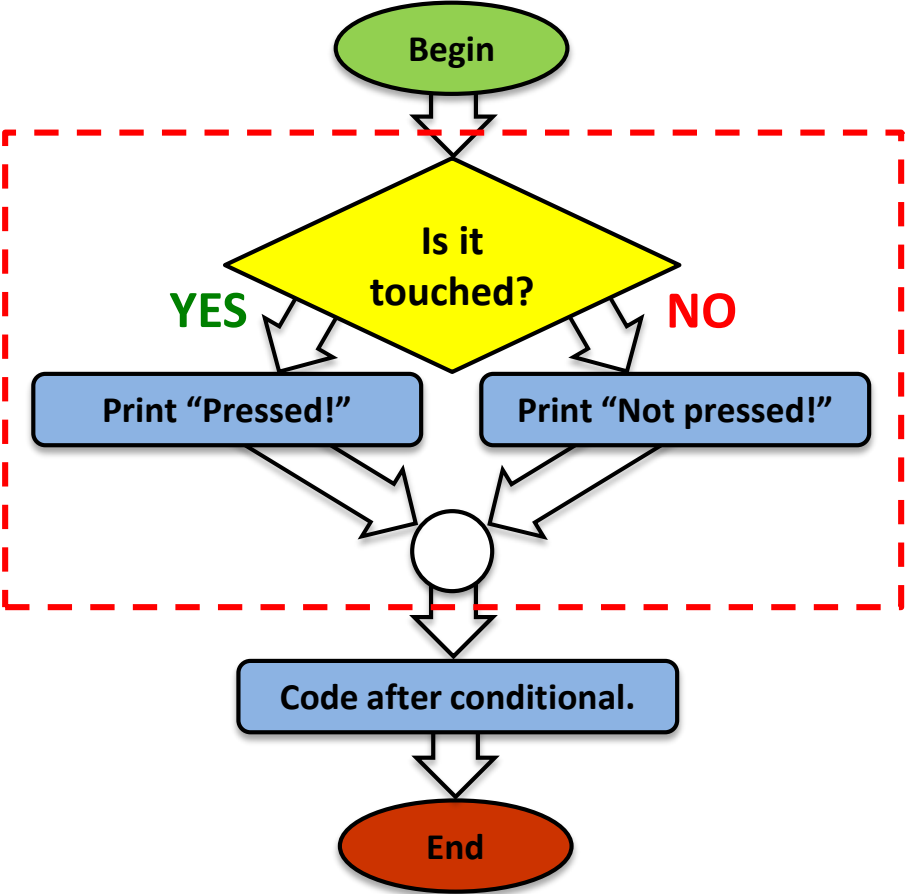 Begin
Is it
touched?
YES
NO
Print “Pressed!”
Print “Not pressed!”
Code after conditional.
End